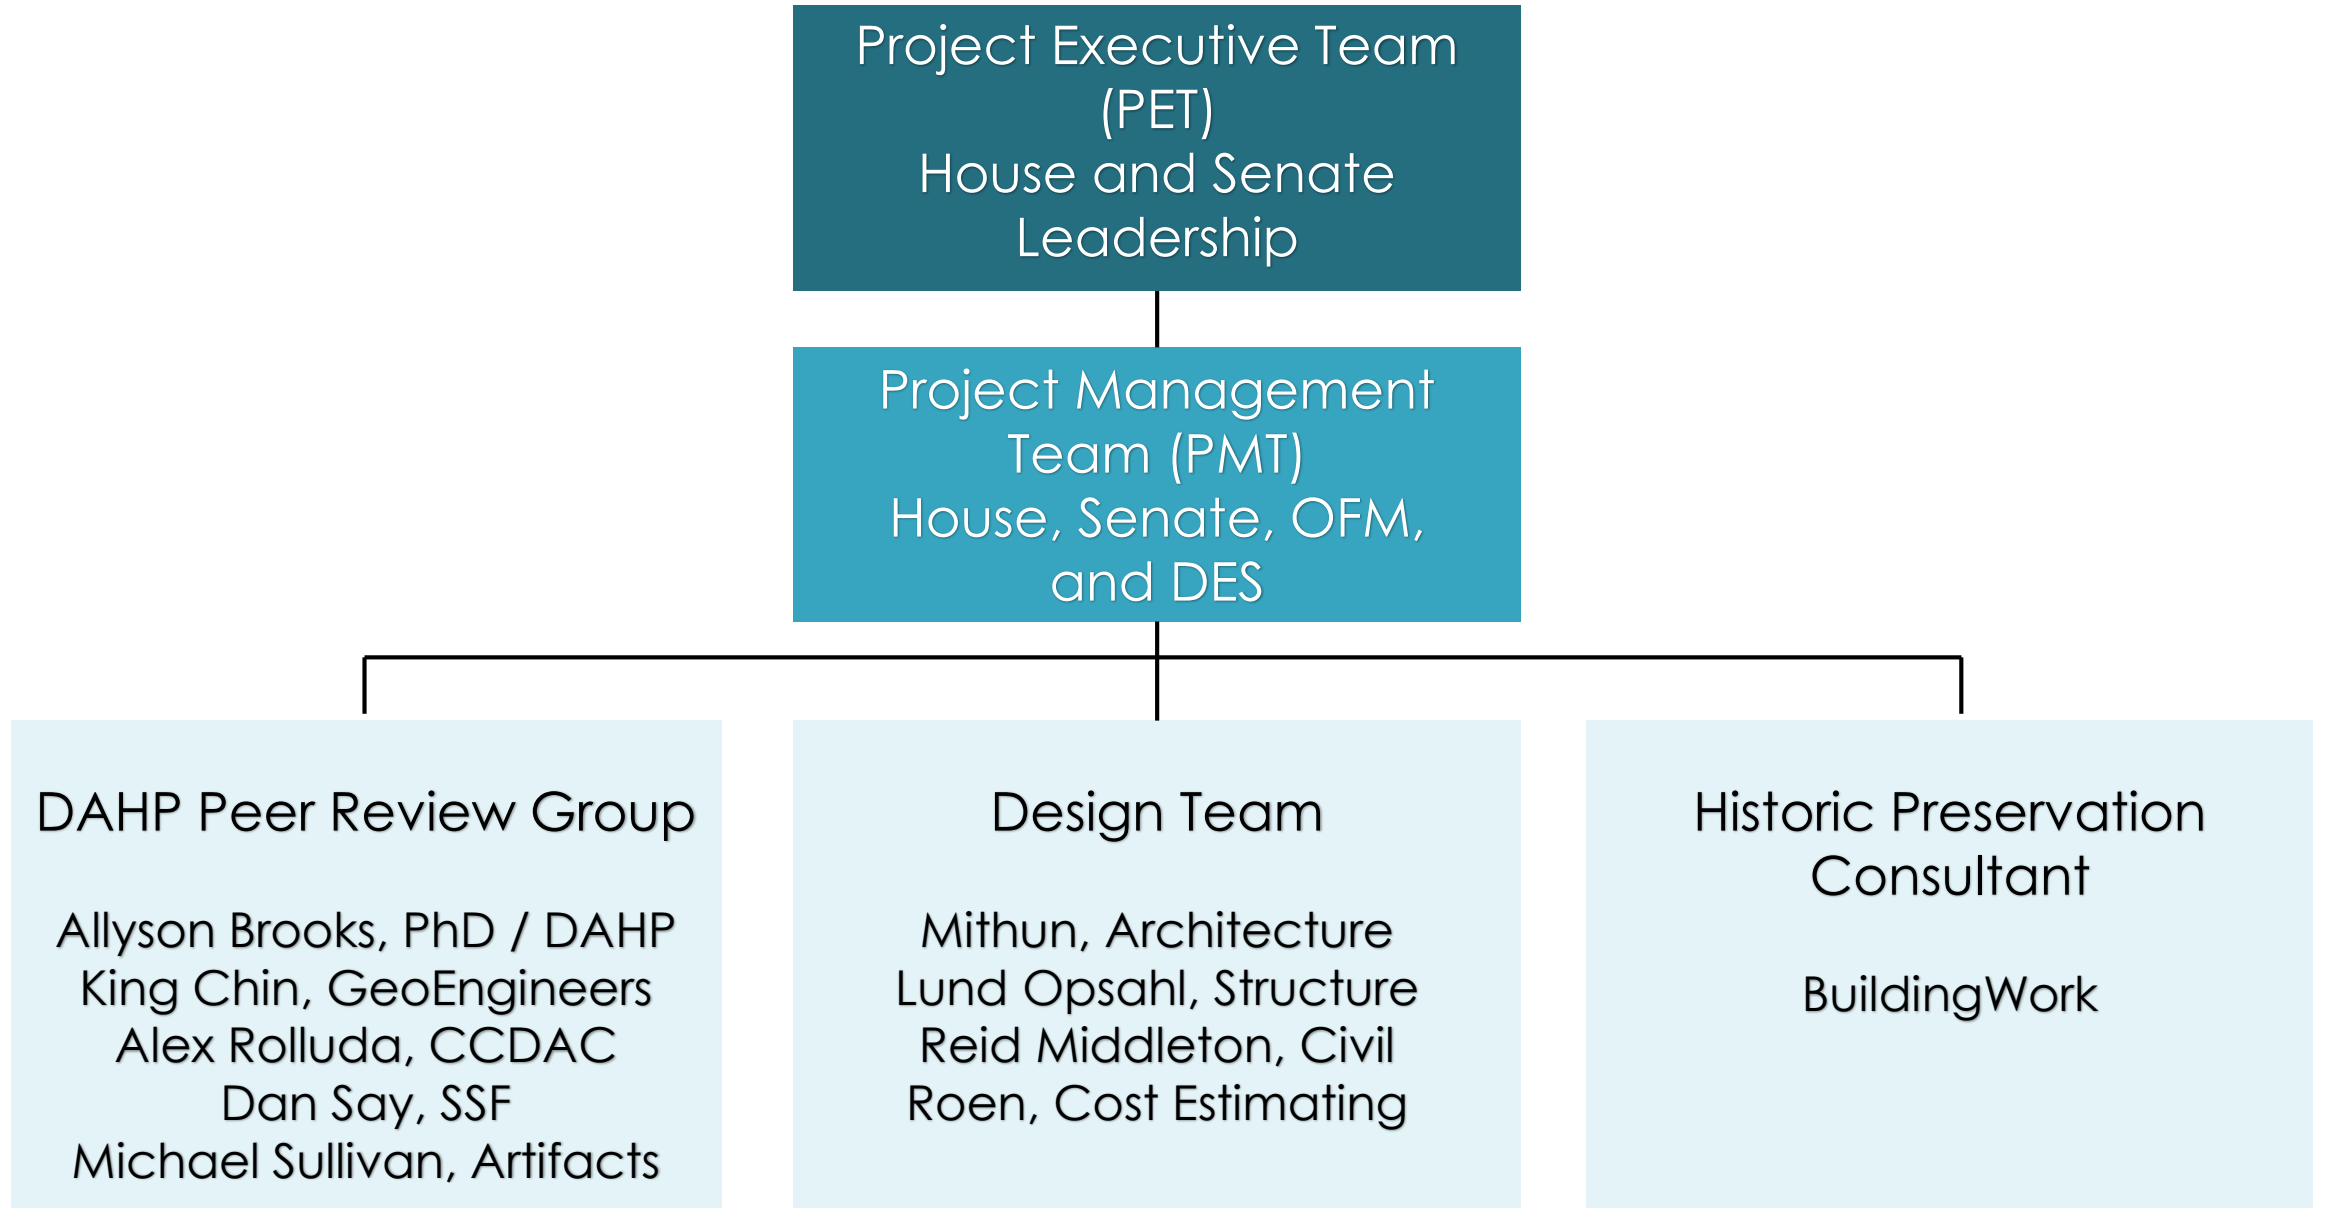 Project Executive Team
(PET)
House and Senate
Leadership
Project Management
Team (PMT)
House, Senate, OFM,
and DES
DAHP Peer Review Group
Allyson Brooks, PhD / DAHP
King Chin, GeoEngineers
Alex Rolluda, CCDAC
Dan Say, SSF
Michael Sullivan, Artifacts
Design Team
Mithun, Architecture
Lund Opsahl, Structure
Reid Middleton, Civil
Roen, Cost Estimating
Historic Preservation
Consultant
BuildingWork